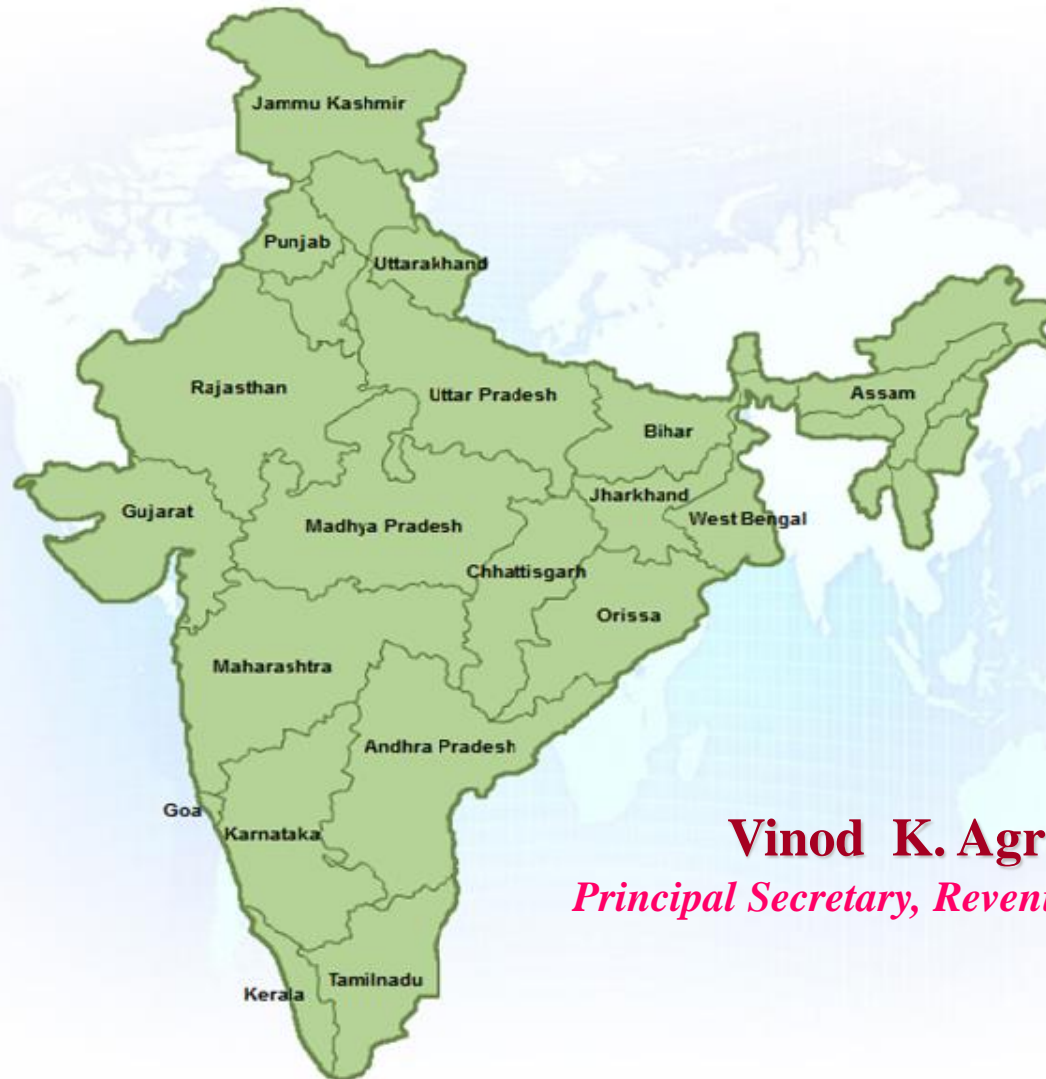 Jammu Kashmir
Punjab
Uttarakhand
Rajasthan
Uttar Pradesh
Assam
Bihar
Jharkhand
Gujarat
Madhya Pradesh
West Bengal
Chhattisgarh
Orissa
Maharashtra
Andhra Pradesh
Goa
Karnataka
Vinod K. Agr
Principal Secretary,
Tamilnadu
Kerala